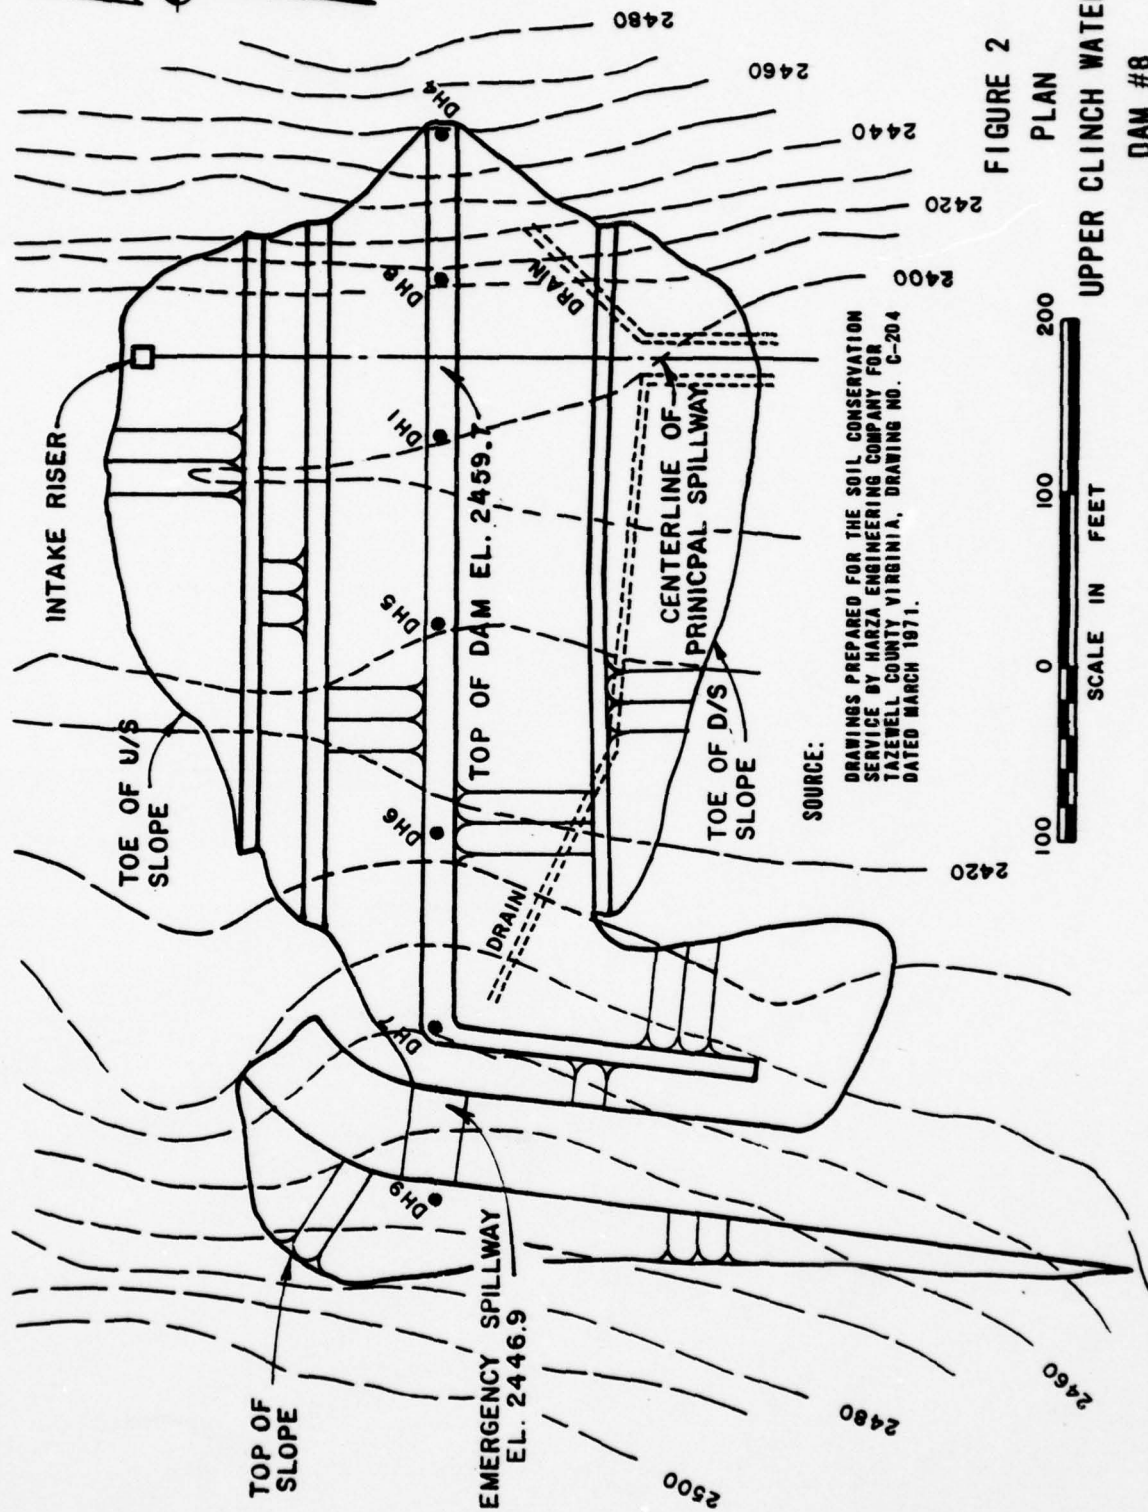 2480
2460
2440
2420
2400
DH4
DH8
DRAIN
INTAKE RISER
DH1
TOP OF DAM EL. 2459.7
CENTERLINE OF
PRINICPAL SPILLWAY
DH5
TOE OF U/S
SLOPE
DH6
TOE OF D/S
SLOPE
DRAIN
2420
DH7
DH9
TOP OF
SLOPE
EMERGENCY SPILLWAY
EL. 2446.9
2460
2480
2500
SOURCE:
DRAWINGS PREPARED FOR THE SOIL CONSERVATION
SERVICE BY HARZA ENGINEERING COMPANY FOR
TAZEWELL COUNTY VIRGINIA, DRAWING NO. C-204
DATED MARCH 1971.
100 0 100 200
SCALE IN FEET
FIGURE 2
PLAN
UPPER CLINCH
DAM #8